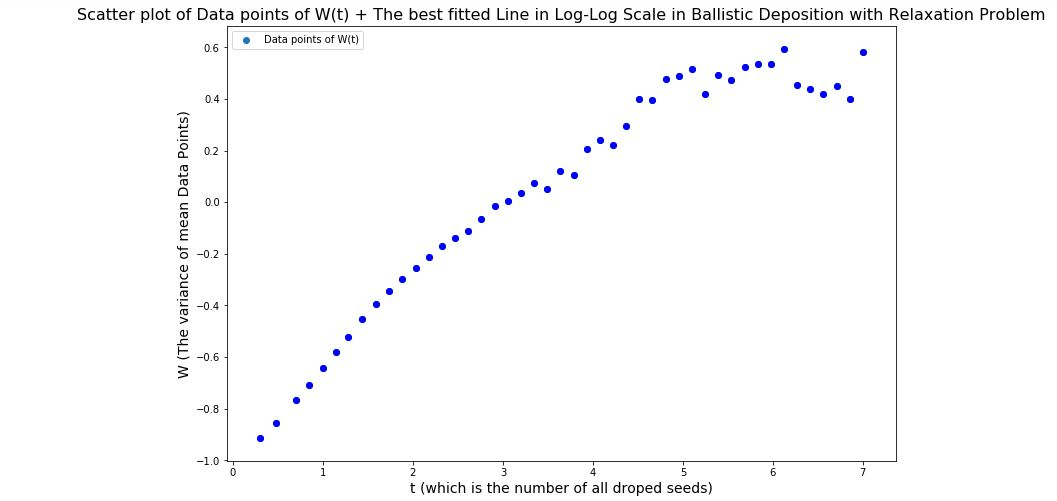 Scatter plot of Data points of W(t) + The best fitted Line in Log-Log Scale in Ballistic Deposition with Relaxation Problem
Data points of W(t)
W (The variance of mean Data Points)
0.6
0.4
0.2
0.0
−0.2
−0.4
−0.6
−0.8
−1.0
0 1 2 3 4 5 6 7
t (which is the number of all droped seeds)